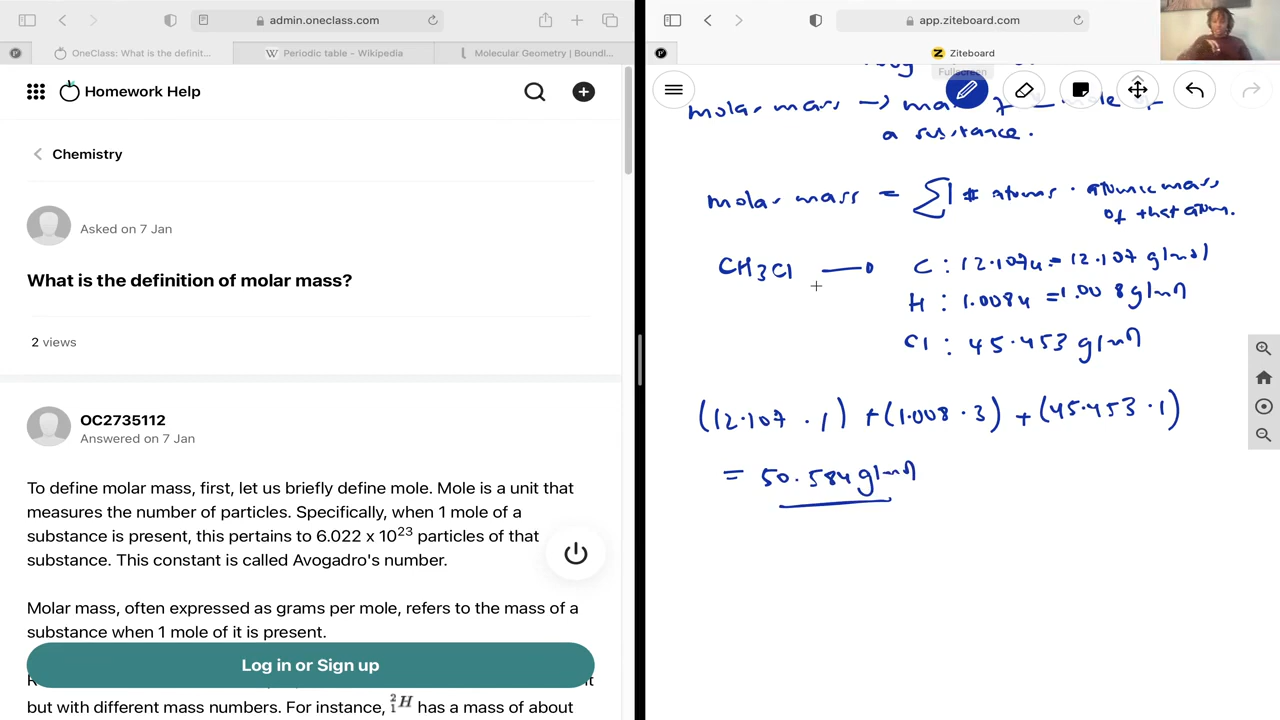 admin.oneclass.com
OneClass: What is the definit...
Periodic table - Wikipedia
Molecular Geometry | Boundl...
Homework Help
Chemistry
Asked on 7 Jan
What is the definition of molar mass?
2 views
OC2735112
Answered on 7 Jan
To define molar mass, first, let us briefly define mole. Mole is a unit that
measures the number of particles. Specifically, when 1 mole of a
substance is present, this pertains to 6.022 x 10²³ particles of that
substance. This constant is called Avogadro's number.
Molar mass, often expressed as grams per mole, refers to the mass of a
substance when 1 mole of it is present.
Log in or Sign up
but with different mass numbers. For instance, ²₁H has a mass of about
app.ziteboard.com
Ziteboard
Fullscreen
molar mass → mass
a sustance.
molar mass = ∑ # atoms · atomic mass
of that atom.
CH3Cl → C : 12.107u = 12.107 g/mol
H : 1.008u = 1.008 g/mol
Cl : 45.453 g/mol
(12.107 · 1) + (1.008 · 3) + (45.453 · 1)
= 50.584 g/mol